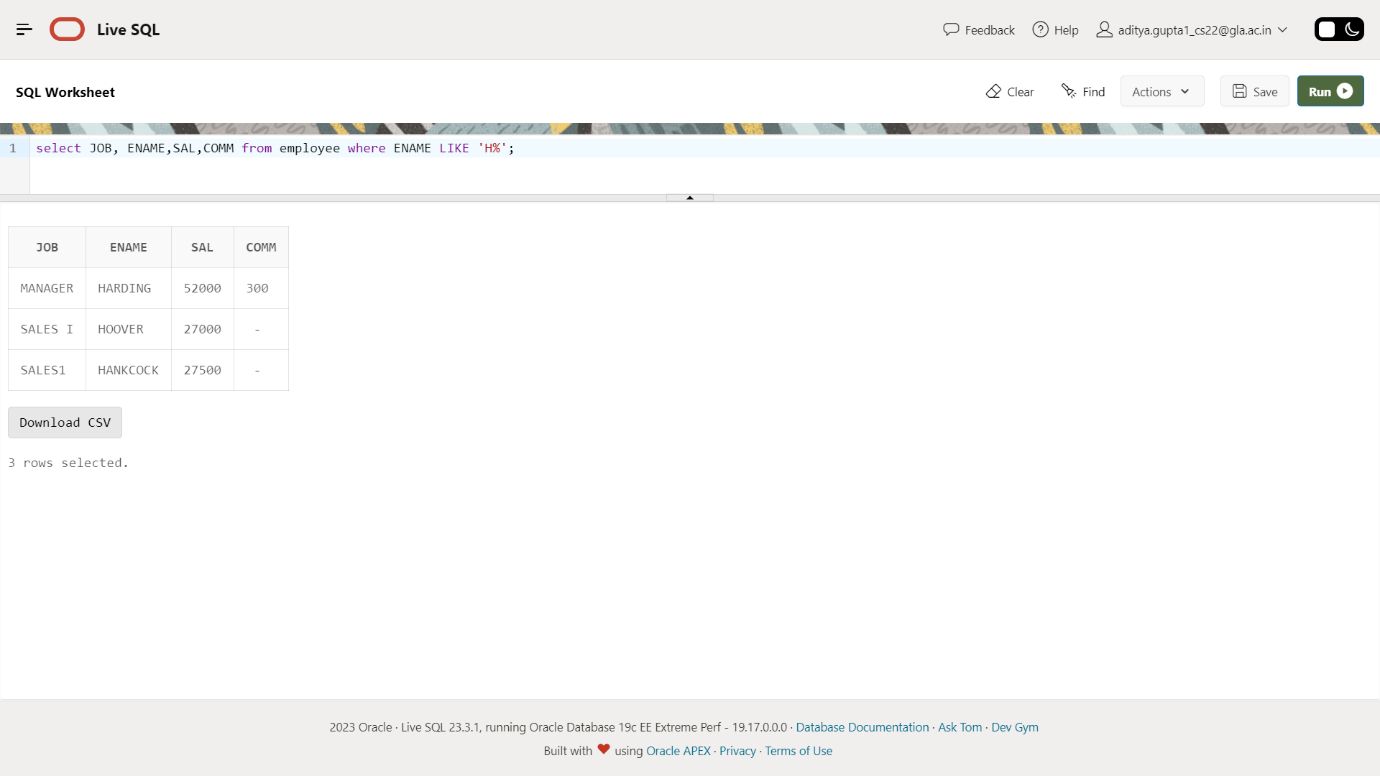 Live SQL
Feedback Help aditya.gupta1_cs22@gla.ac.in
SQL Worksheet
Clear Find Actions Save Run
1 select JOB, ENAME,SAL,COMM from employee where ENAME LIKE 'H%';
JOB ENAME SAL COMM
MANAGER HARDING 52000 300
SALES I HOOVER 27000 -
SALES1 HANKCOCK 27500 -
Download CSV
3 rows selected.
2023 Oracle · Live SQL 23.3.1, running Oracle Database 19c EE Extreme Perf - 19.17.0.0.0 · Database Documentation · Ask Tom · Dev Gym
Built with ❤ using Oracle APEX · Privacy · Terms of Use